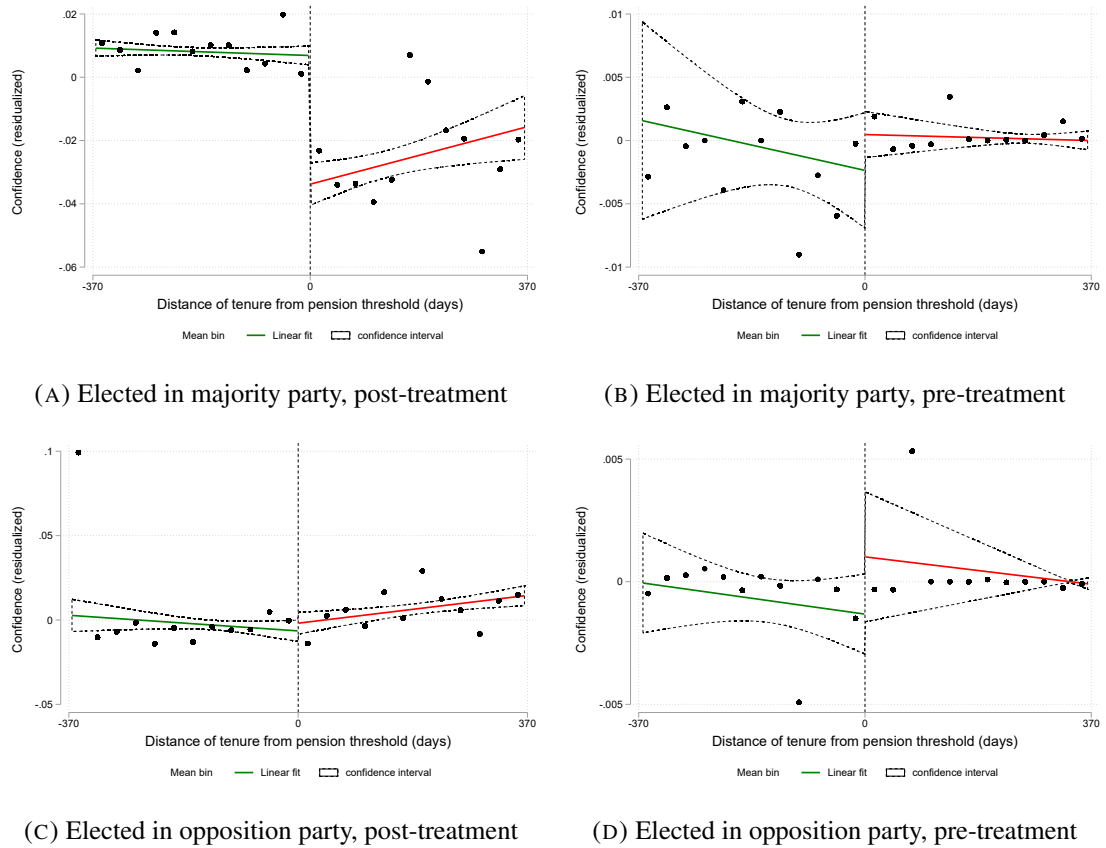 .02
0
-.02
-.04
-.06
Confidence (residualized)
-370
0
370
Distance of tenure from pension threshold (days)
Mean bin Linear fit confidence interval
(A) Elected in majority party, post-treatment
.01
.005
0
-.005
-.01
Confidence (residualized)
-370
0
370
Distance of tenure from pension threshold (days)
Mean bin Linear fit confidence interval
(B) Elected in majority party, pre-treatment
.1
.05
0
-.05
Confidence (residualized)
-370
0
370
Distance of tenure from pension threshold (days)
Mean bin Linear fit confidence interval
(C) Elected in opposition party, post-treatment
.005
0
-.005
Confidence (residualized)
-370
0
370
Distance of tenure from pension threshold (days)
Mean bin Linear fit confidence interval
(D) Elected in opposition party, pre-treatment